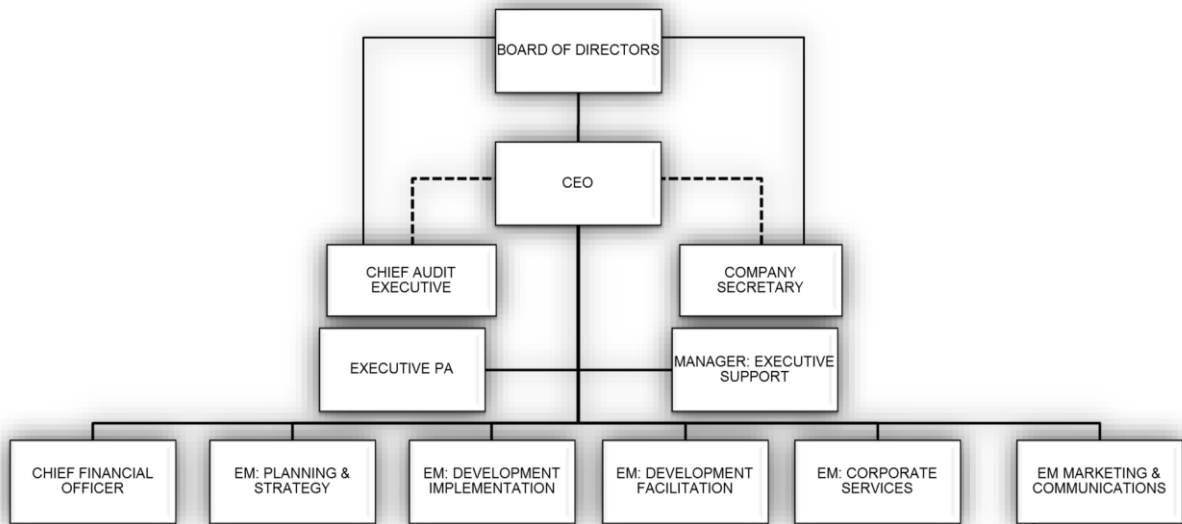 BOARD OF DIRECTORS
CEO
CHIEF AUDIT
EXECUTIVE
COMPANY
SECRETARY
EXECUTIVE PA
MANAGER: EXECUTIVE
SUPPORT
CHIEF FINANCIAL
OFFICER
EM: PLANNING &
STRATEGY
EM: DEVELOPMENT
IMPLEMENTATION
EM: DEVELOPMENT
FACILITATION
EM: CORPORATE
SERVICES
EM MARKETING &
COMMUNICATIONS